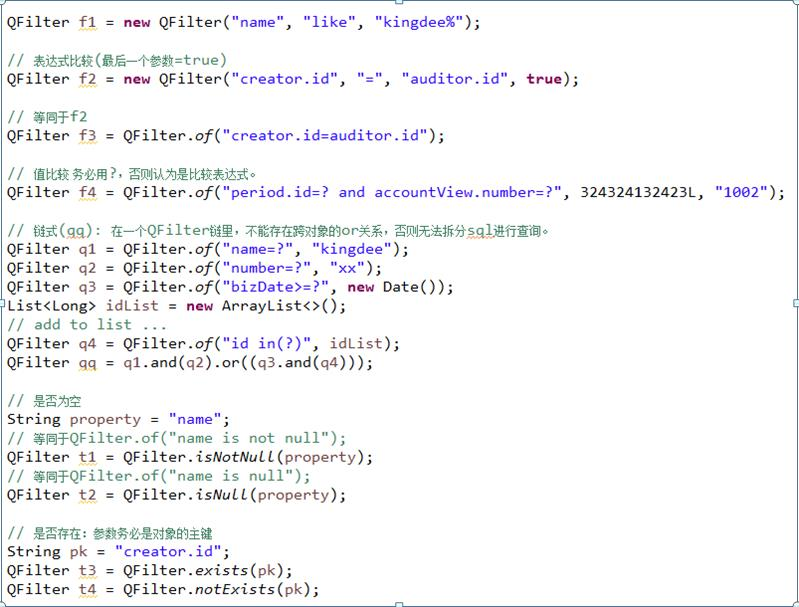 QFilter f1 = new QFilter("name", "like", "kingdee%");
// 表达式比较(最后一个参数=true)
QFilter f2 = new QFilter("creator.id", "=", "auditor.id", true);
// 等同于f2
QFilter f3 = QFilter.of("creator.id=auditor.id");
// 值比较 务必用?, 否则认为是比较表达式。
QFilter f4 = QFilter.of("period.id=? and accountView.number=?", 324324132423L, "1002");
// 链式(qq): 在一个QFilter链里, 不能存在跨对象的or关系, 否则无法拆分sql进行查询。
QFilter q1 = QFilter.of("name=?", "kingdee");
QFilter q2 = QFilter.of("number=?", "xx");
QFilter q3 = QFilter.of("bizDate>=?", new Date());
List<Long> idList = new ArrayList<>();
// add to list ...
QFilter q4 = QFilter.of("id in(?)", idList);
QFilter qq = q1.and(q2).or((q3.and(q4)));
// 是否为空
String property = "name";
// 等同于QFilter.of("name is not null");
QFilter t1 = QFilter.isNotNull(property);
// 等同于QFilter.of("name is null");
QFilter t2 = QFilter.isNull(property);
// 是否存在: 参数务必是对象的主键
String pk = "creator.id";
QFilter t3 = QFilter.exists(pk);
QFilter t4 = QFilter.notExists(pk);